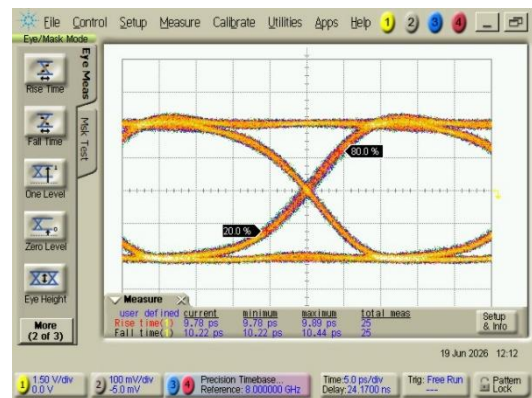 File Control Setup Measure Calibrate Utilities Apps Help 1 2 3 4
Eye/Mask Mode
Eye Meas
Msk Test
Rise Time
Fall Time
One Level
Zero Level
Eye Height
More
(2 of 3)
80.0 %
20.0 %
Measure
user defined current minimum maximum total meas
Rise time(1) 9.78 ps 9.78 ps 9.89 ps 25
Fall time(1) 10.22 ps 10.22 ps 10.44 ps 25
Setup
& Info
19 Jun 2026 12:12
1 1.50 V/div
0.0 V
2 100 mV/div
-5.0 mV
3 4 Precision Timebase...
Reference: 8.000000 GHz
Time:5.0 ps/div
Delay:24.1700 ns
Trig: Free Run
---
Pattern
Lock